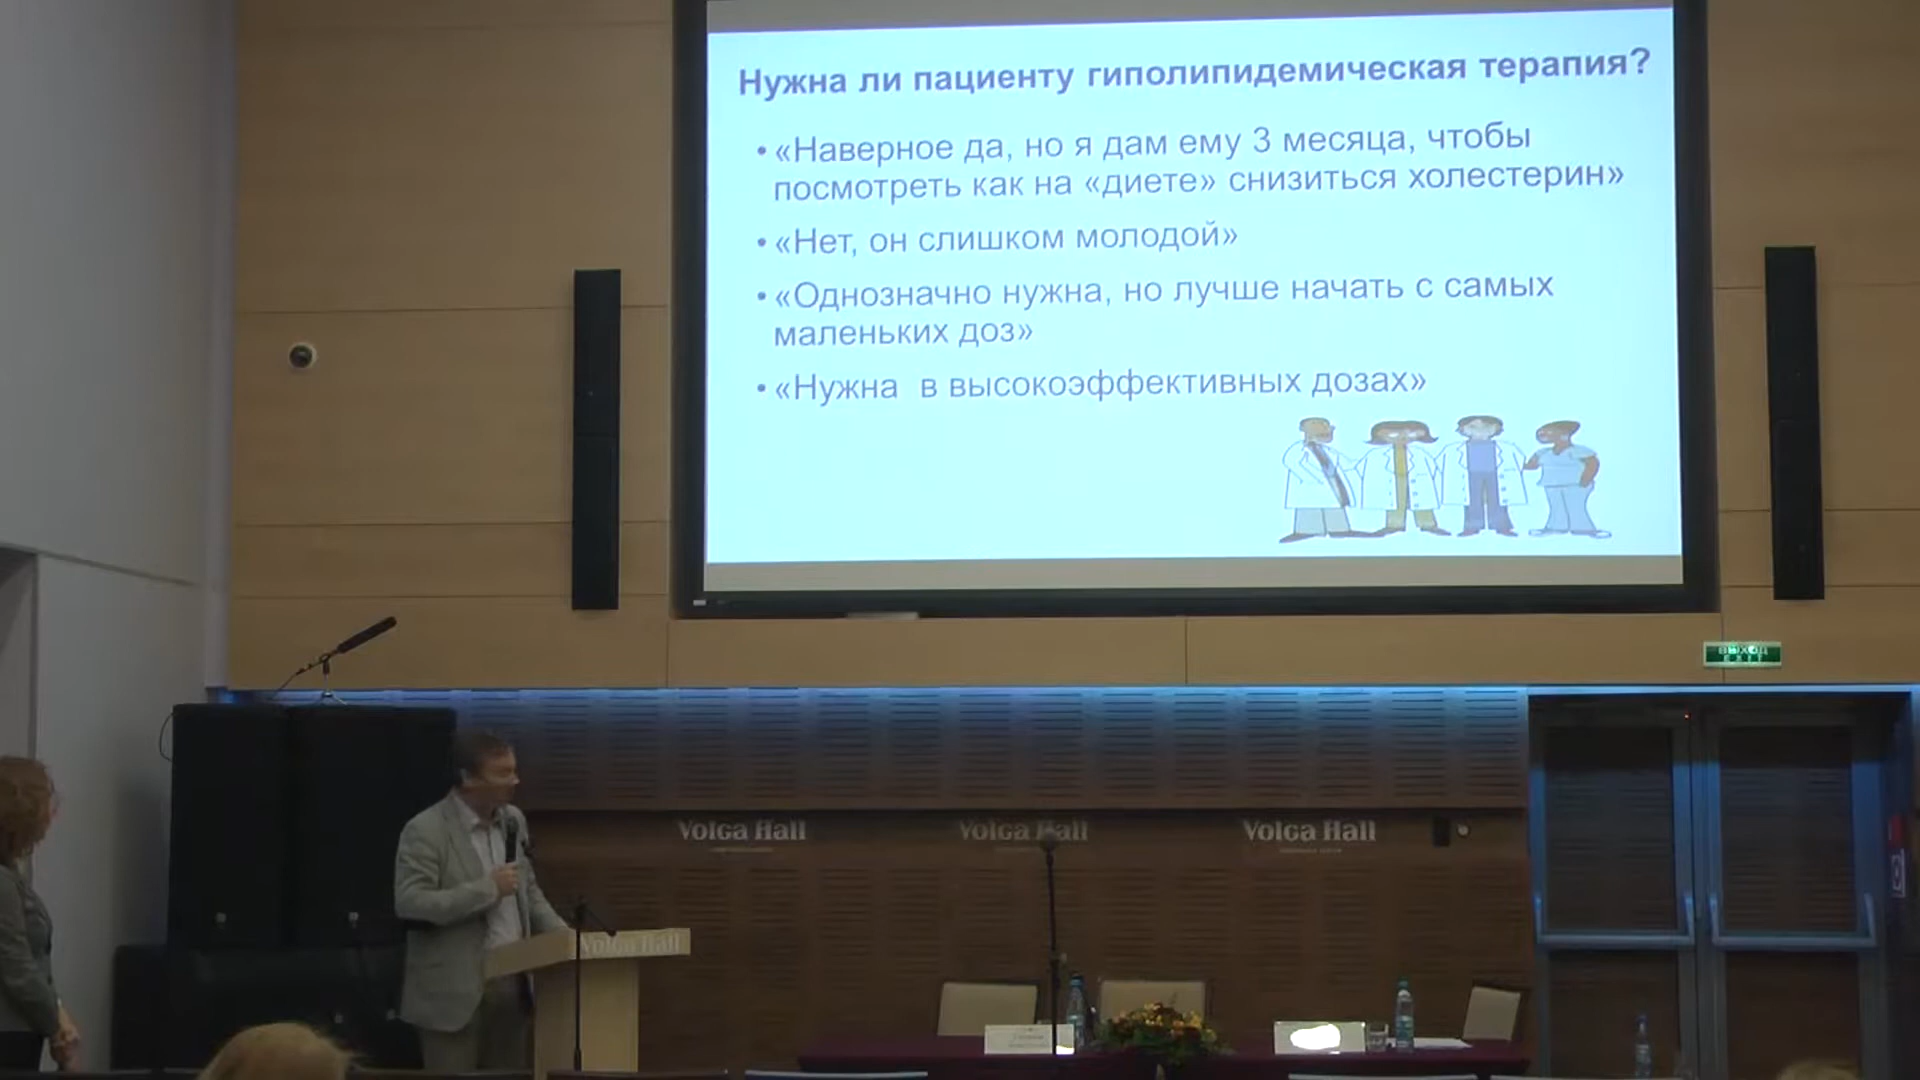 Нужна ли пациенту гиполипидемическая терапия?
• «Наверное да, но я дам ему 3 месяца, чтобы
посмотреть как на «диете» снизиться холестерин»
• «Нет, он слишком молодой»
• «Однозначно нужна, но лучше начать с самых
маленьких доз»
• «Нужна в высокоэффективных дозах»
ВЫХОД
EXIT
Volga Hall
Volga Hall
Volga Hall
Volga Hall